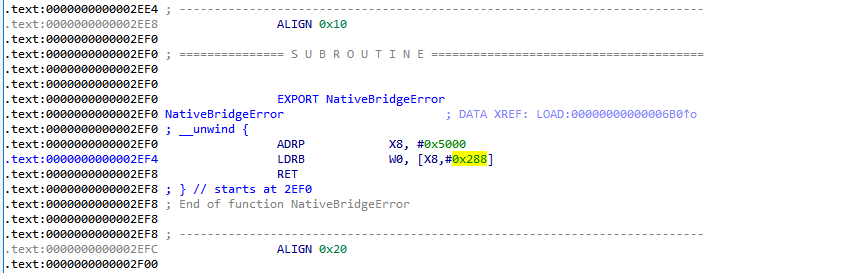 .text:0000000000002EE4 ; ---------------------------------------------------------------------------
.text:0000000000002EE8 ALIGN 0x10
.text:0000000000002EF0
.text:0000000000002EF0 ; =============== S U B R O U T I N E =======================================
.text:0000000000002EF0
.text:0000000000002EF0
.text:0000000000002EF0 EXPORT NativeBridgeError
.text:0000000000002EF0 NativeBridgeError ; DATA XREF: LOAD:00000000000006B0↑o
.text:0000000000002EF0 ; __unwind {
.text:0000000000002EF0 ADRP X8, #0x5000
.text:0000000000002EF4 LDRB W0, [X8,#0x288]
.text:0000000000002EF8 RET
.text:0000000000002EF8 ; } // starts at 2EF0
.text:0000000000002EF8 ; End of function NativeBridgeError
.text:0000000000002EF8
.text:0000000000002EF8 ; ---------------------------------------------------------------------------
.text:0000000000002EFC ALIGN 0x20
.text:0000000000002F00